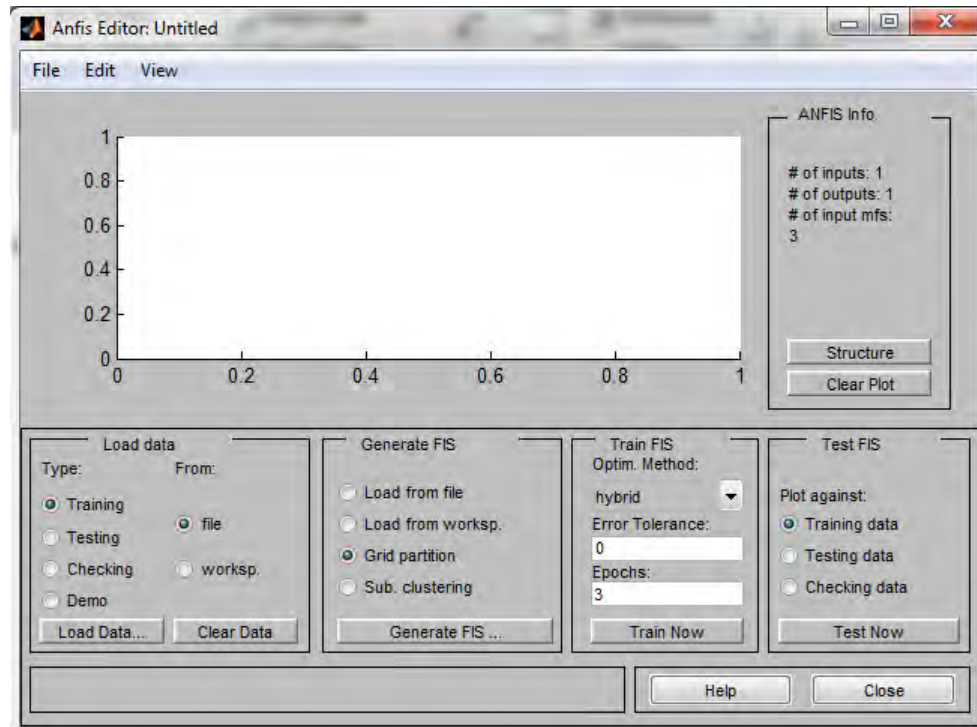 Anfis Editor: Untitled
File Edit View
1
0.8
0.6
0.4
0.2
0
0 0.2 0.4 0.6 0.8 1
ANFIS Info
# of inputs: 1
# of outputs: 1
# of input mfs:
3
Structure
Clear Plot
Load data
Type: From:
Training
Testing
Checking
Demo
file
worksp.
Load Data...
Clear Data
Generate FIS
Load from file
Load from worksp.
Grid partition
Sub. clustering
Generate FIS ...
Train FIS
Optim. Method:
hybrid
Error Tolerance:
0
Epochs:
3
Train Now
Test FIS
Plot against:
Training data
Testing data
Checking data
Test Now
Help
Close